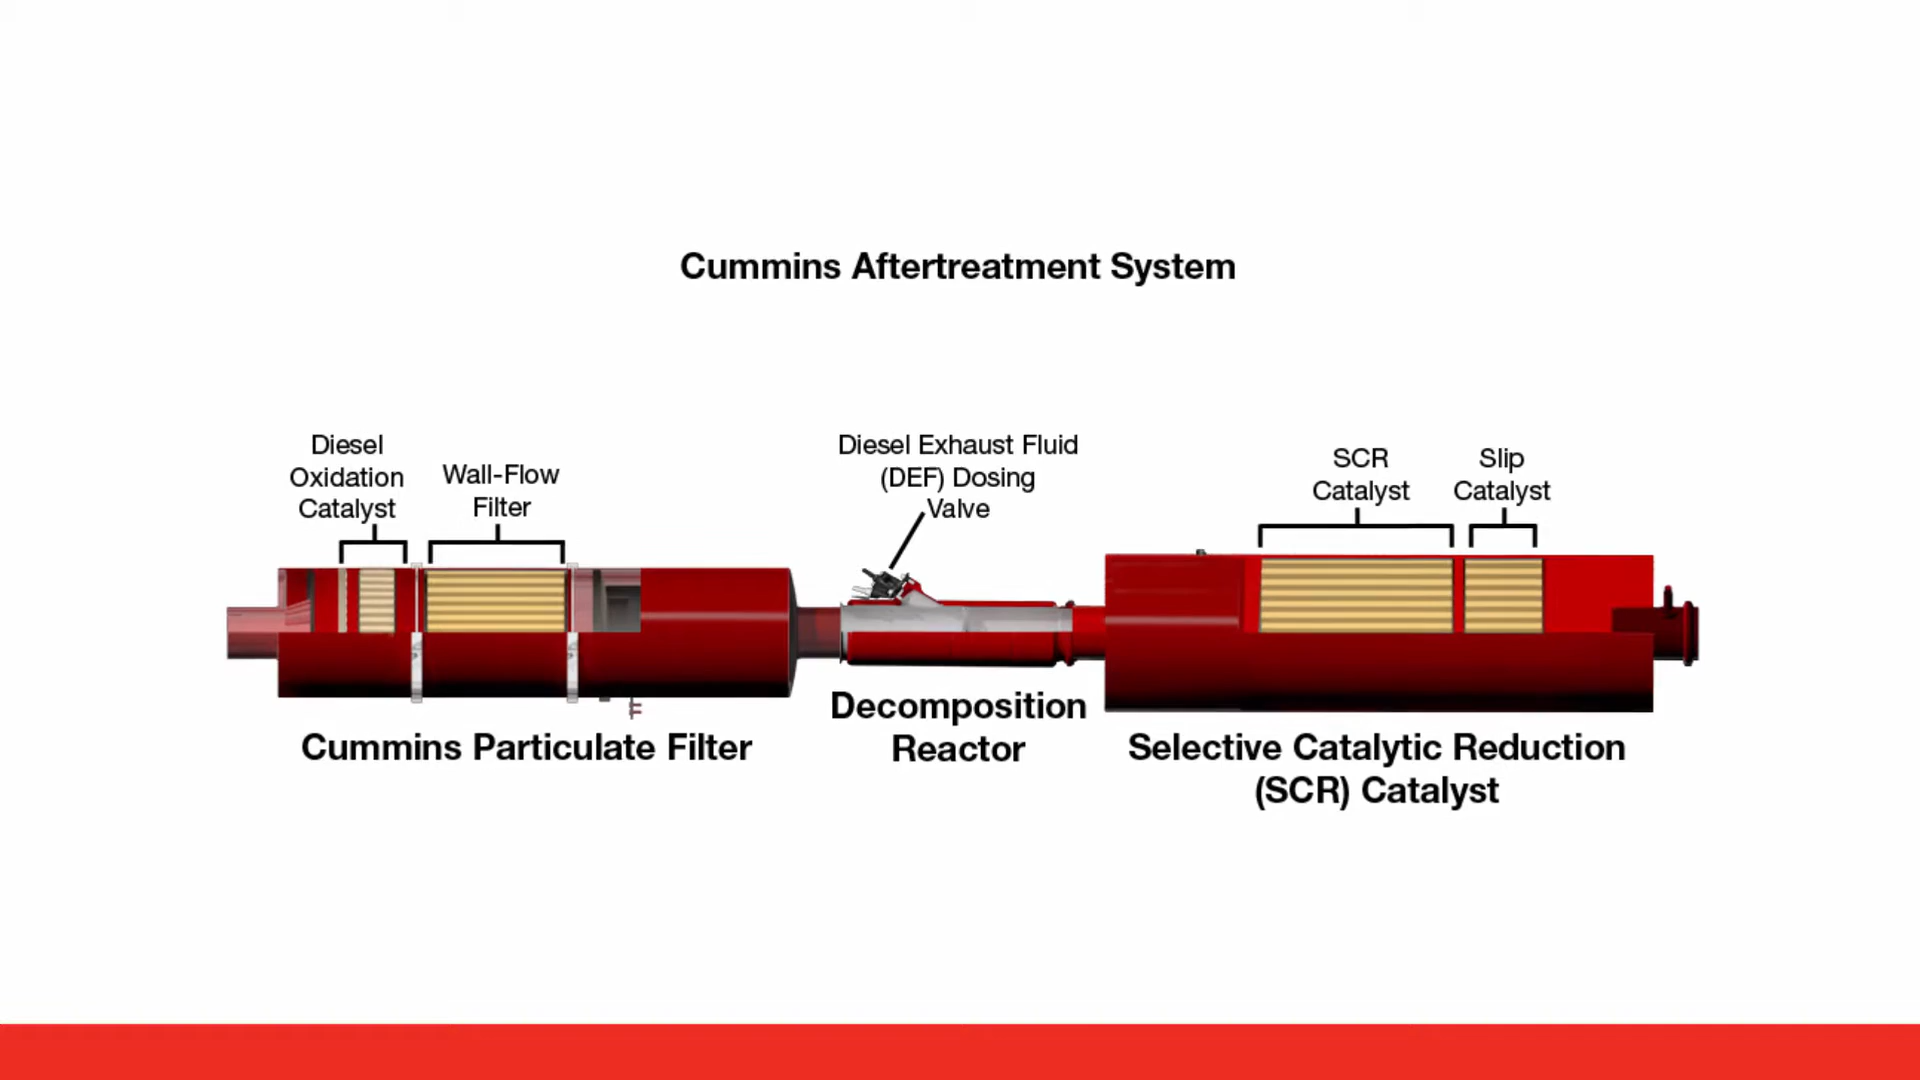 Cummins Aftertreatment System
Diesel
Oxidation
Catalyst
Wall-Flow
Filter
Diesel Exhaust Fluid
(DEF) Dosing
Valve
SCR
Catalyst
Slip
Catalyst
Cummins Particulate Filter
Decomposition
Reactor
Selective Catalytic Reduction
(SCR) Catalyst